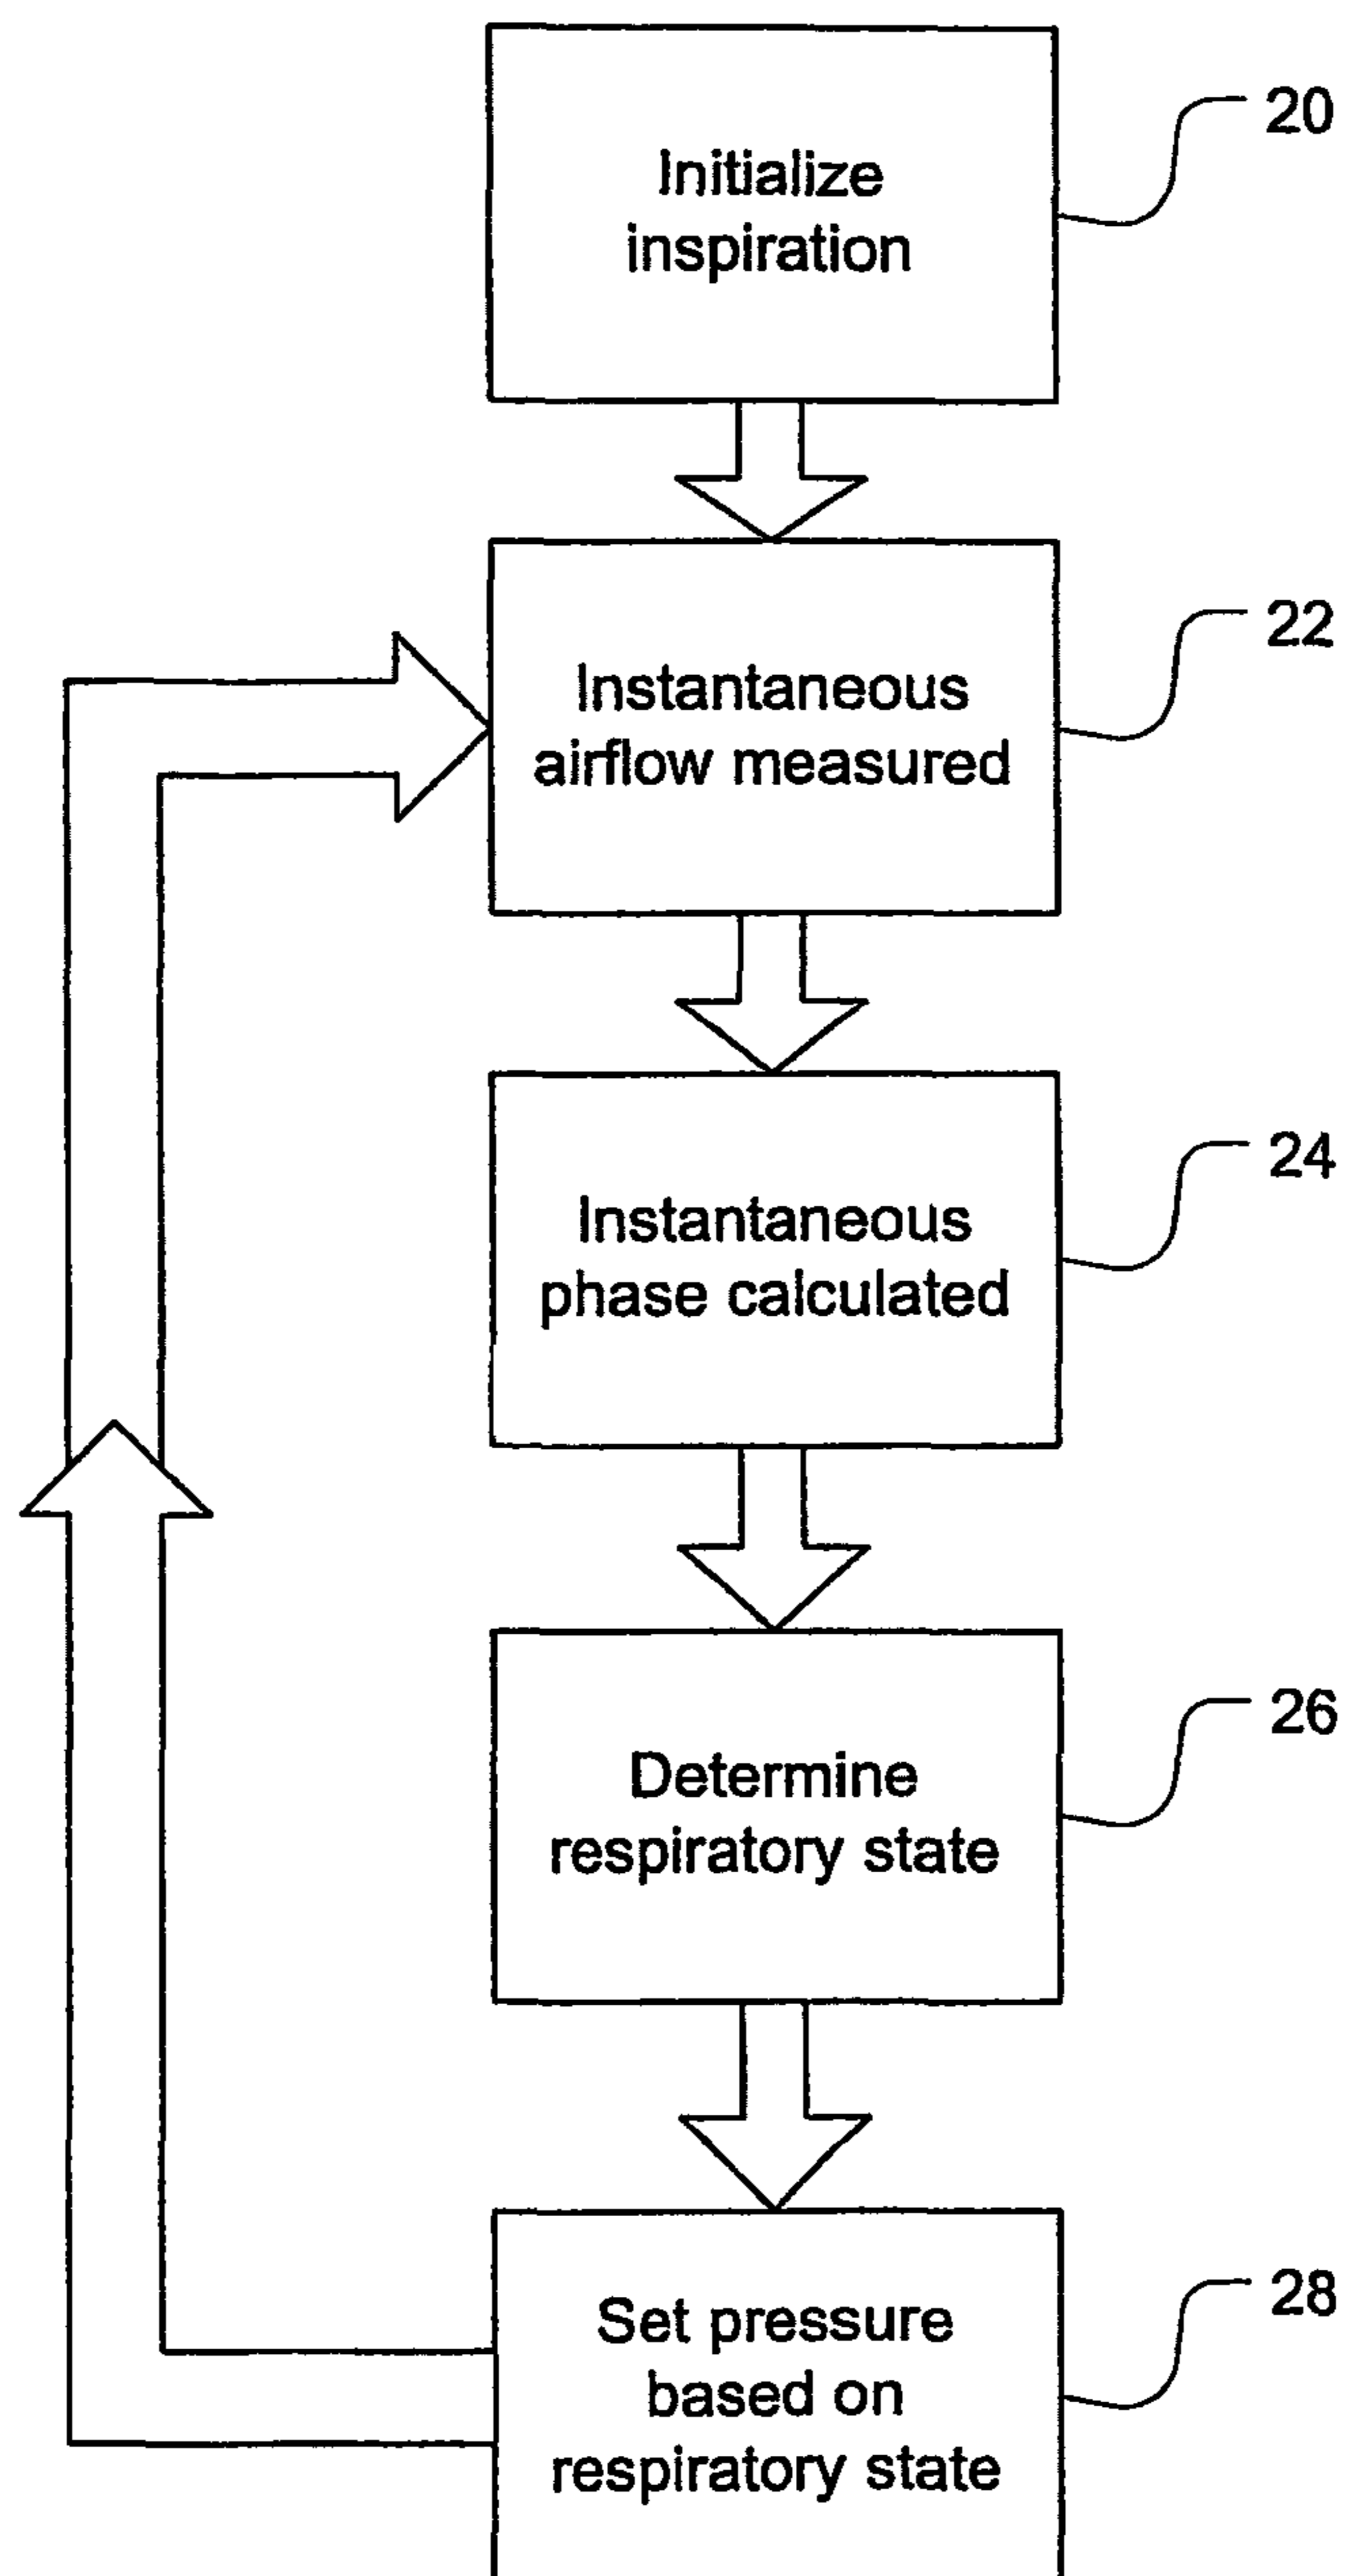 Initialize
inspiration
20
Instantaneous
airflow measured
22
Instantaneous
phase calculated
24
Determine
respiratory state
26
Set pressure
based on
respiratory state
28